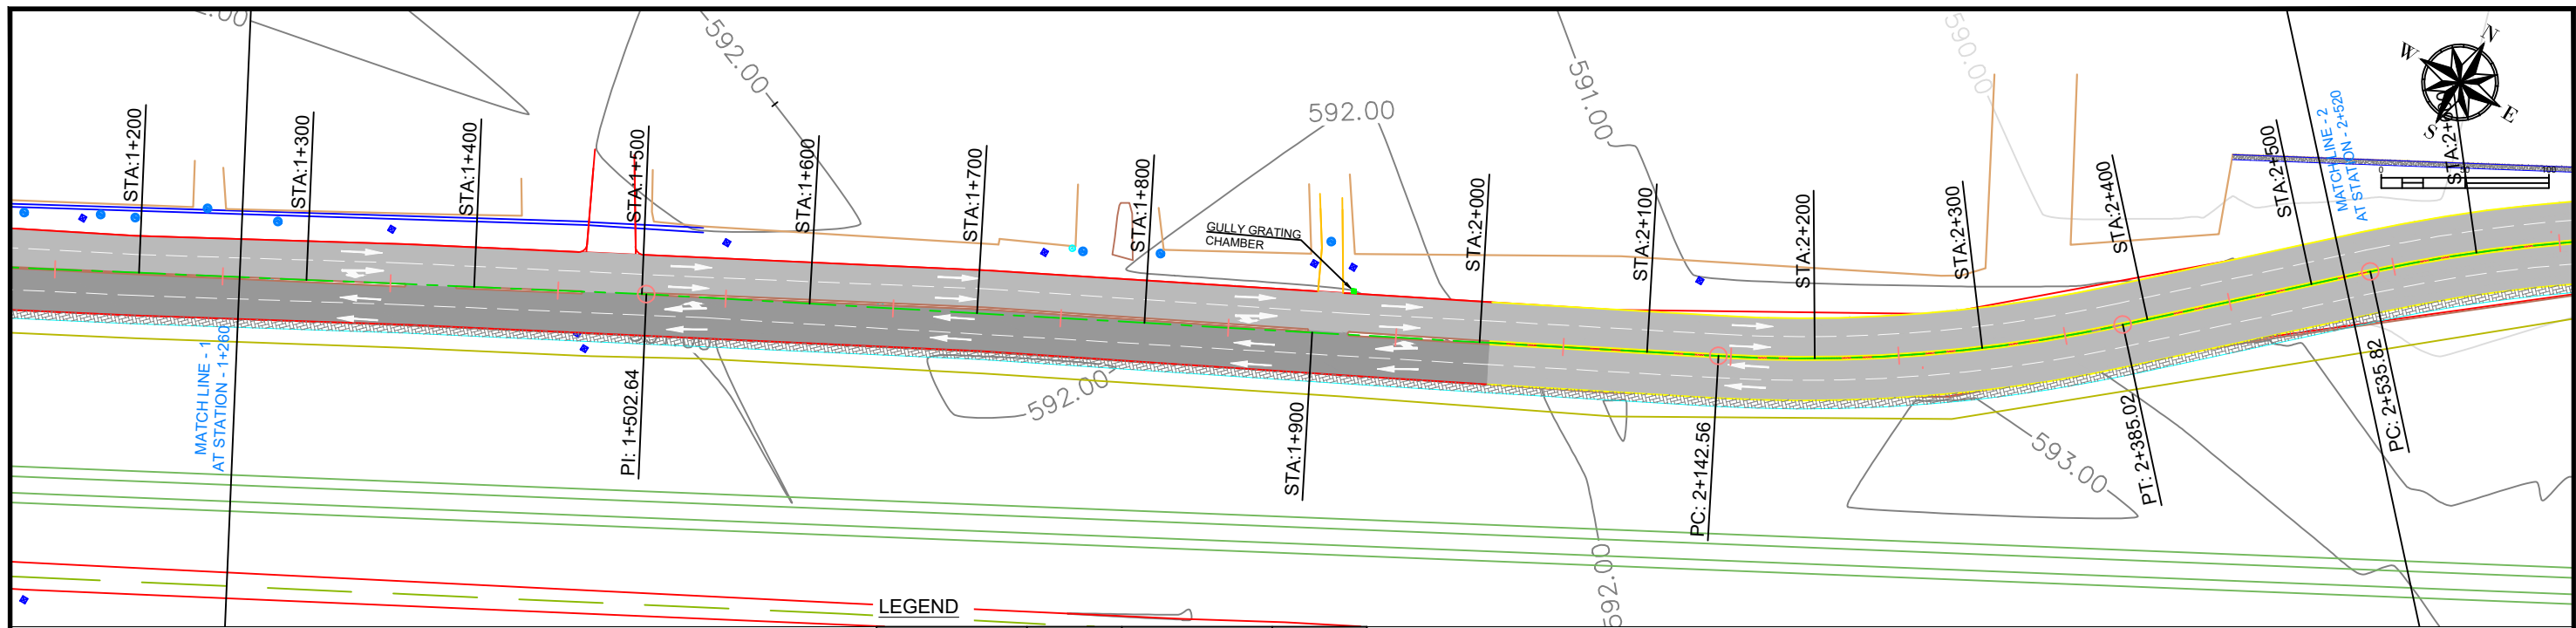 592.00
591.00
590.00
592.00
N
W
E
S
STA:1+200
STA:1+300
STA:1+400
STA:1+500
STA:1+600
STA:1+700
STA:1+800
GULLY GRATING
CHAMBER
STA:2+000
STA:2+100
STA:2+200
STA:2+300
STA:2+400
STA:2+500
MATCH LINE - 2
AT STATION - 2+520
0
100
MATCH LINE - 1
AT STATION - 1+260
PI: 1+502.64
592.00
STA:1+900
PC: 2+142.56
593.00
PT: 2+385.02
PC: 2+535.82
592.00
LEGEND